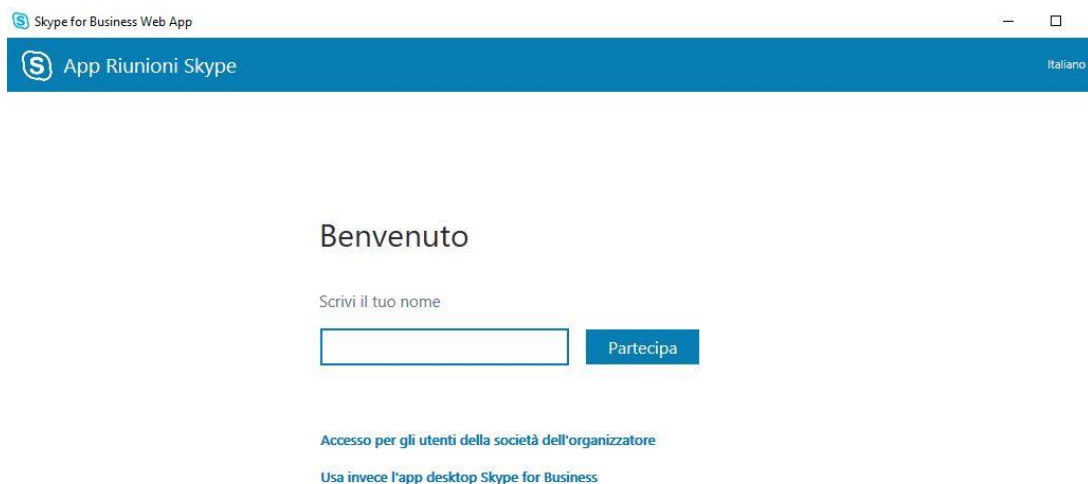 Skype for Business Web App
App Riunioni Skype
Italiano
Benvenuto
Scrivi il tuo nome
Partecipa
Accesso per gli utenti della società dell'organizzatore
Usa invece l'app desktop Skype for Business